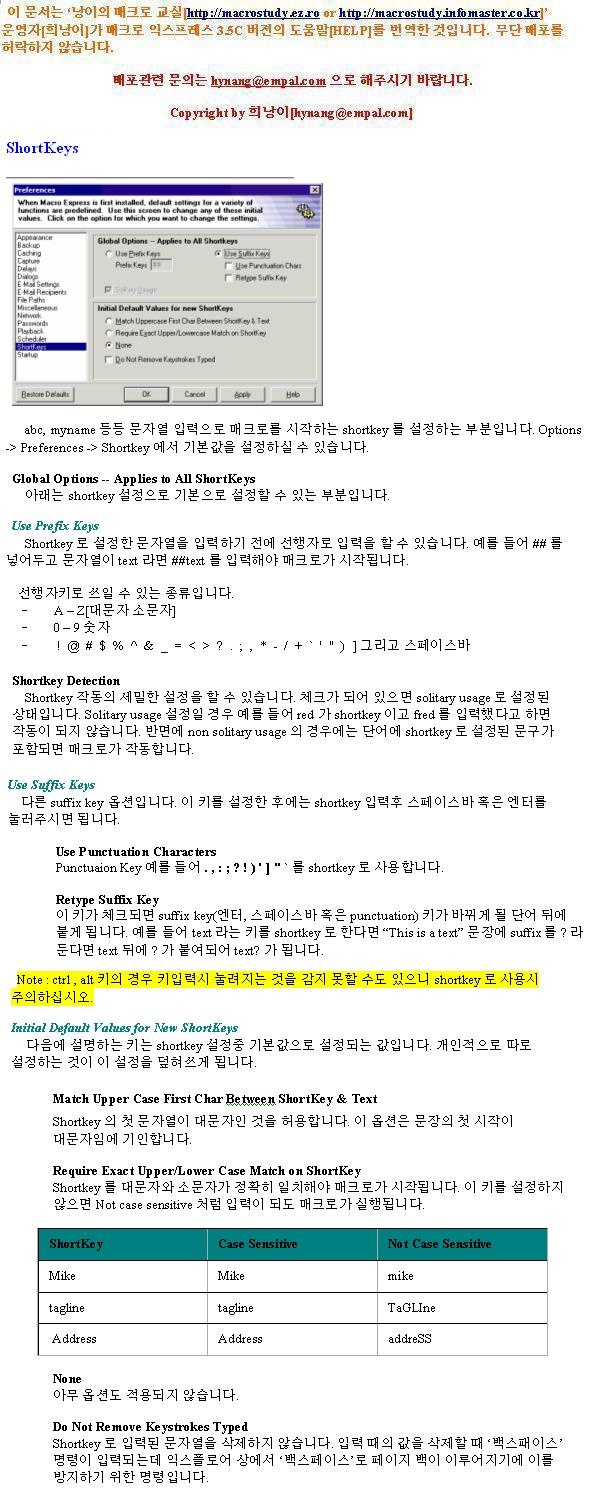 이 문서는 ‘낭이의 매크로 교실[http://macrostudy.ez.ro or http://macrostudy.infomaster.co.kr]’
운영자[희낭이]가 매크로 익스프레스 3.5C 버젼의 도움말[HELP]를 번역한 것입니다. 무단 배포를
허락하지 않습니다.
배포관련 문의는 hynang@empal.com 으로 해주시기 바랍니다.
Copyright by 희낭이[hynang@empal.com]
ShortKeys
Preferences
When Macro Express is first installed, default settings for a variety of
functions are predefined. Use this screen to change any of these initial
values. Click on the option for which you want to change the settings.
Appearance
Backup
Caching
Capture
Delays
Dialogs
E-Mail Settings
E-Mail Recipients
File Paths
Miscellaneous
Network
Passwords
Playback
Scheduler
ShortKeys
Startup
Global Options -- Applies to All Shortkeys
Use Prefix Keys
Prefix Keys ##
Solitary Usage
Use Suffix Keys
Use Punctuation Chars
Retype Suffix Key
Initial Default Values for new ShortKeys
Match Uppercase First Char Between ShortKey & Text
Require Exact Upper/Lowercase Match on ShortKey
None
Do Not Remove Keystrokes Typed
Restore Defaults OK Cancel Apply Help
abc, myname 등등 문자열 입력으로 매크로를 시작하는 shortkey 를 설정하는 부분입니다. Options
-> Preferences -> Shortkey 에서 기본값을 설정하실 수 있습니다.
Global Options -- Applies to All ShortKeys
아래는 shortkey 설정으로 기본으로 설정할 수 있는 부분입니다.
Use Prefix Keys
Shortkey 로 설정한 문자열을 입력하기 전에 선행자로 입력을 할 수 있습니다. 예를 들어 ## 를
넣어두고 문자열이 text 라면 ##text 를 입력해야 매크로가 시작됩니다.
선행자키로 쓰일 수 있는 종류입니다.
- A – Z[대문자 소문자]
- 0 – 9 숫자
- ! @ # $ % ^ & _ = < > ? . ; , * - / + ` ' " ) ] 그리고 스페이스바
Shortkey Detection
Shortkey 작동의 세밀한 설정을 할 수 있습니다. 체크가 되어 있으면 solitary usage 로 설정된
상태입니다. Solitary usage 설정일 경우 예를 들어 red 가 shortkey 이고 fred 를 입력했다고 하면
작동이 되지 않습니다. 반면에 non solitary usage 의 경우에는 단어에 shortkey 로 설정된 문구가
포함되면 매크로가 작동합니다.
Use Suffix Keys
다른 suffix key 옵션입니다. 이 키를 설정한 후에는 shortkey 입력후 스페이스바 혹은 엔터를
눌러주시면 됩니다.
Use Punctuation Characters
Punctuaion Key 예를 들어 . , : ; ? ! ) ' ] " ` 를 shortkey 로 사용합니다.
Retype Suffix Key
이 키가 체크되면 suffix key(엔터, 스페이스바 혹은 punctuation) 키가 바뀌게 될 단어 뒤에
붙게 됩니다. 예를 들어 text 라는 키를 shortkey 로 한다면 “This is a text” 문장에 suffix 를 ? 라
둔다면 text 뒤에 ? 가 붙여되어 text? 가 됩니다.
Note : ctrl , alt 키의 경우 키입력시 눌려지는 것을 감지 못할 수도 있으니 shortkey 로 사용시
주의하십시오.
Initial Default Values for New ShortKeys
다음에 설명하는 키는 shortkey 설정중 기본값으로 설정되는 값입니다. 개인적으로 따로
설정하는 것이 이 설정을 덮혀쓰게 됩니다.
Match Upper Case First Char Between ShortKey & Text
Shortkey 의 첫 문자열이 대문자인 것을 허용합니다. 이 옵션은 문장의 첫 시작이
대문자임에 기인합니다.
Require Exact Upper/Lower Case Match on ShortKey
Shortkey 를 대문자와 소문자가 정확히 일치해야 매크로가 시작됩니다. 이 키를 설정하지
않으면 Not case sensitive 처럼 입력이 되도 매크로가 실행됩니다.
ShortKey Case Sensitive Not Case Sensitive
Mike Mike mike
tagline tagline TaGLIne
Address Address addreSS
None
아무 옵션도 적용되지 않습니다.
Do Not Remove Keystrokes Typed
Shortkey 로 입력된 문자열을 삭제하지 않습니다. 입력 때의 값을 삭제할 때 ‘백스패이스’
명령이 입력되는데 익스플로어 상에서 ‘백스페이스’로 페이지 백이 이루어지기에 이를
방지하기 위한 명령입니다.